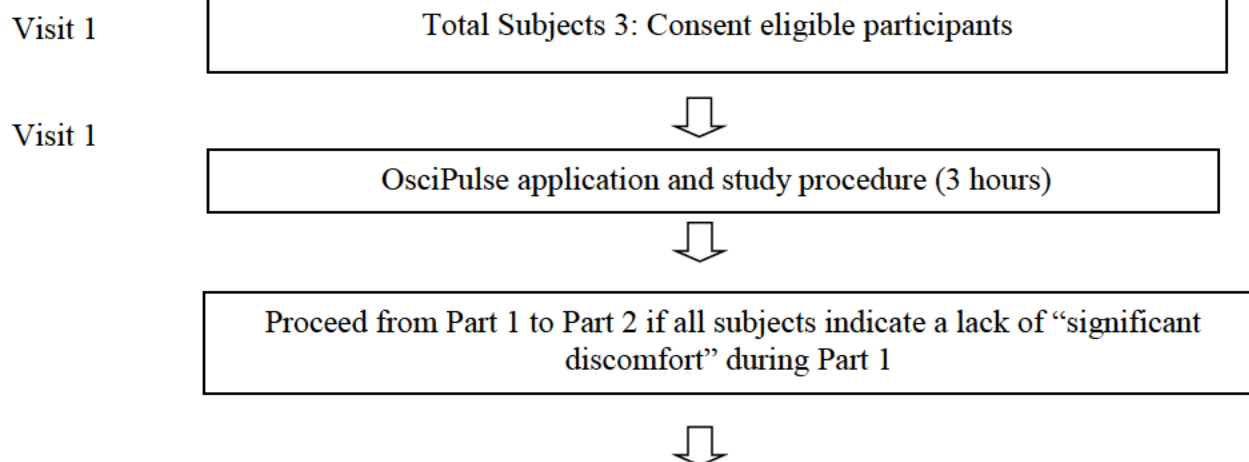 Visit 1
Total Subjects 3: Consent eligible participants
Visit 1
OsciPulse application and study procedure (3 hours)
Proceed from Part 1 to Part 2 if all subjects indicate a lack of “significant
discomfort” during Part 1